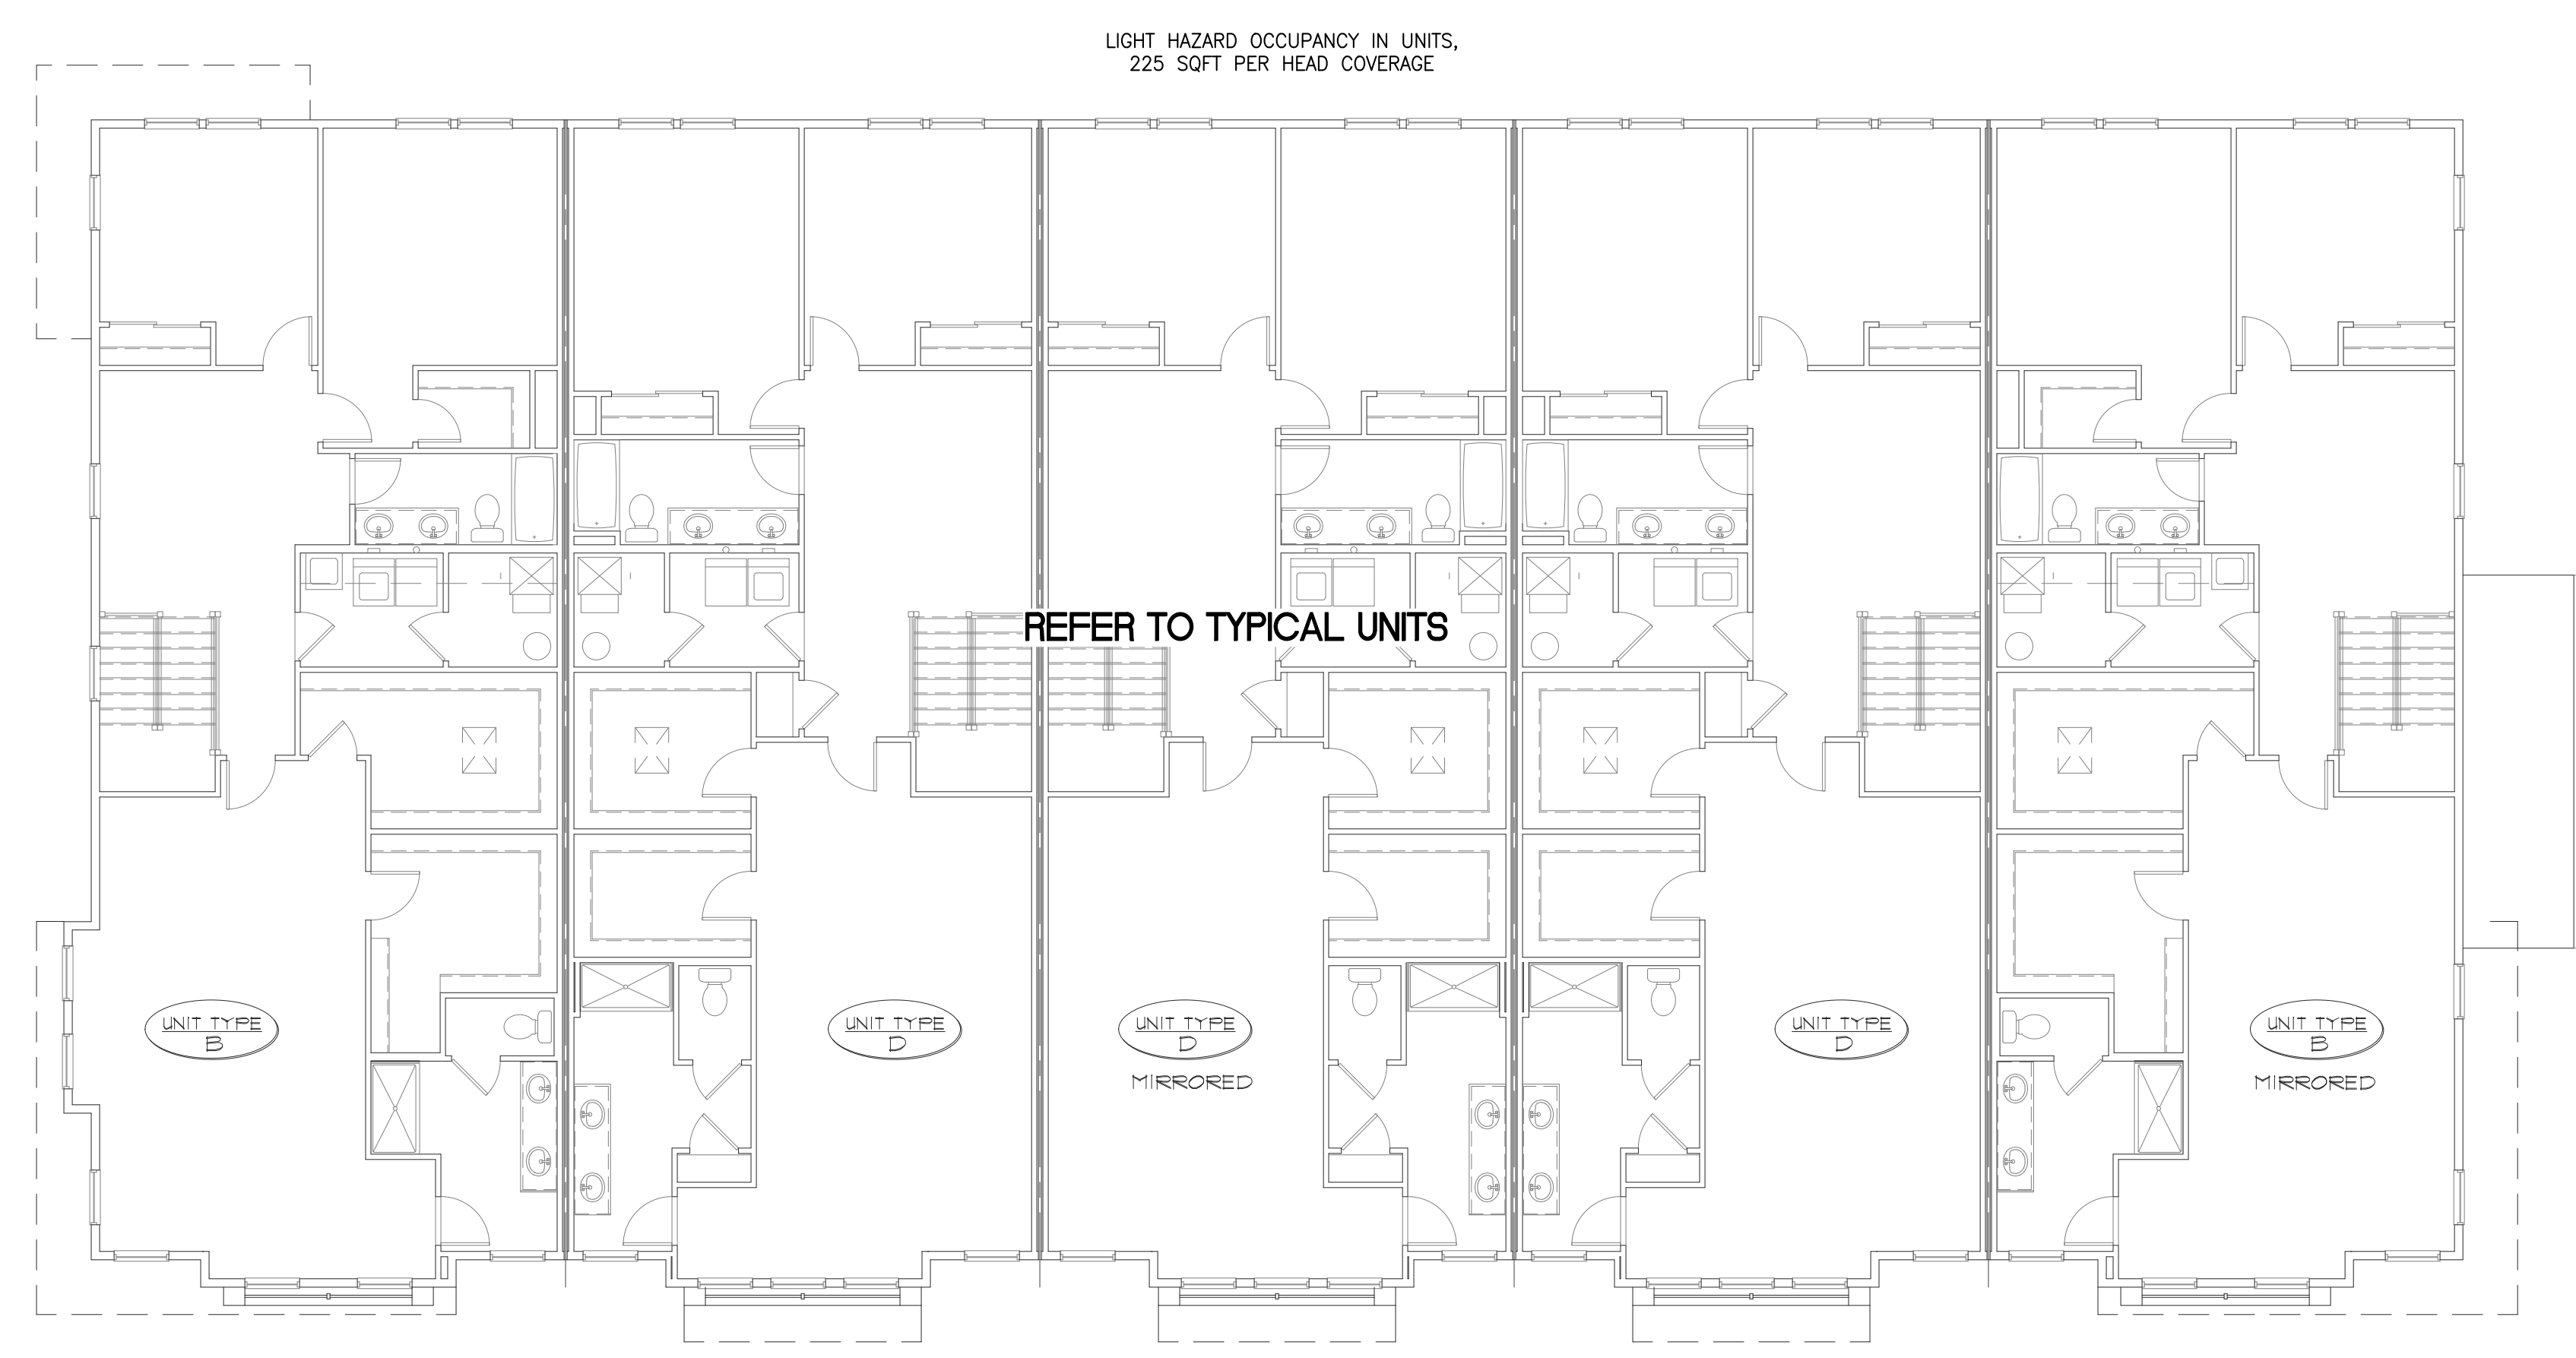 LIGHT HAZARD OCCUPANCY IN UNITS,
225 SQFT PER HEAD COVERAGE
REFER TO TYPICAL UNITS
UNIT TYPE
B
UNIT TYPE
D
UNIT TYPE
D
MIRRORED
UNIT TYPE
D
UNIT TYPE
B
MIRRORED